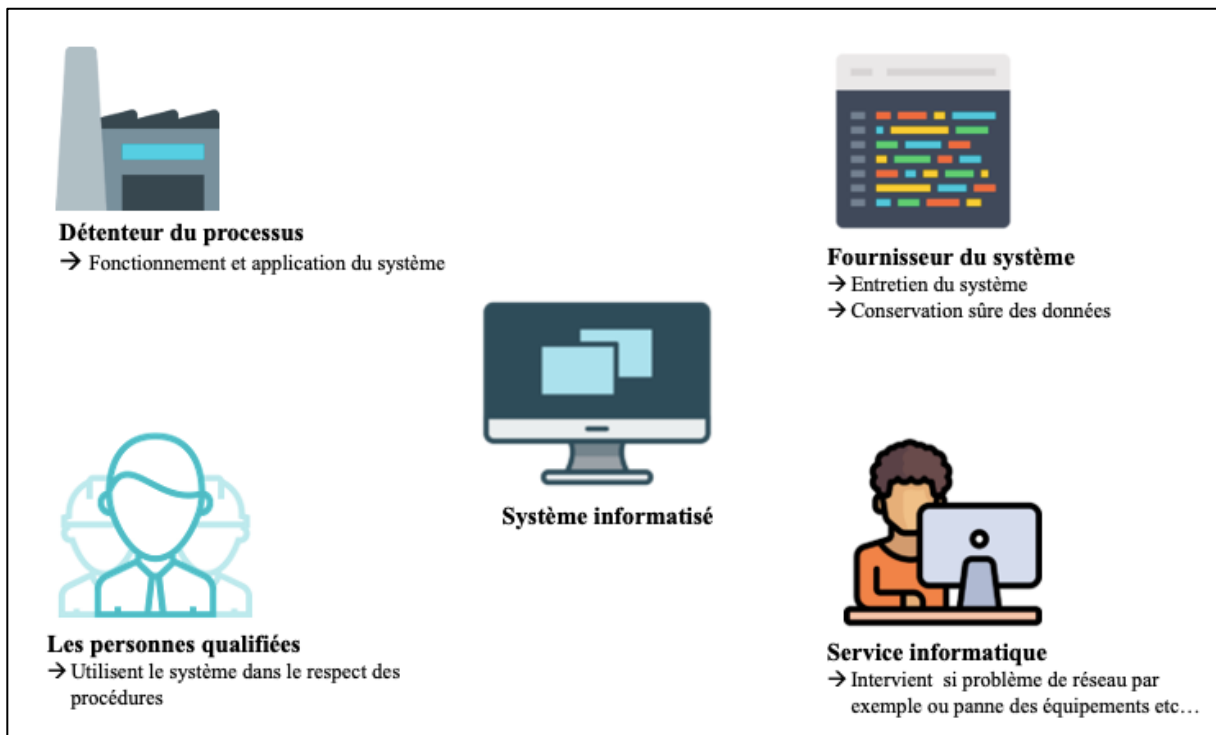 Détenteur du processus
→ Fonctionnement et application du système
Fournisseur du système
→ Entretien du système
→ Conservation sûre des données
Système informatisé
Les personnes qualifiées
→ Utilisent le système dans le respect des
procédures
Service informatique
→ Intervient si problème de réseau par
exemple ou panne des équipements etc…